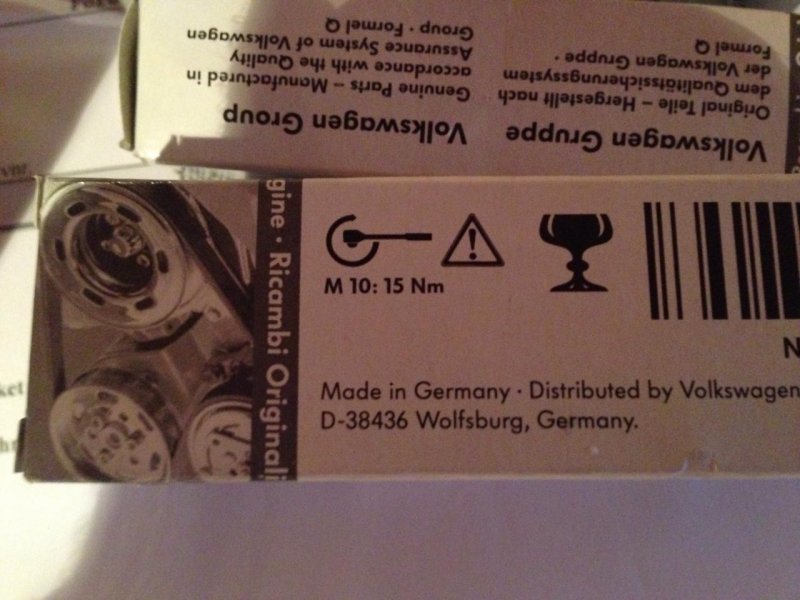 Volkswagen Gruppe
Original Teile – Hergestellt nach
dem Qualitätssicherungssystem
der Volkswagen Gruppe ·
Formel Q
Volkswagen Group
Genuine Parts – Manufactured in
accordance with the Quality
Assurance System of Volkswagen
Group · Formel Q
gine · Ricambi Originali
M 10: 15 Nm
N
Made in Germany · Distributed by Volkswagen
D-38436 Wolfsburg, Germany.